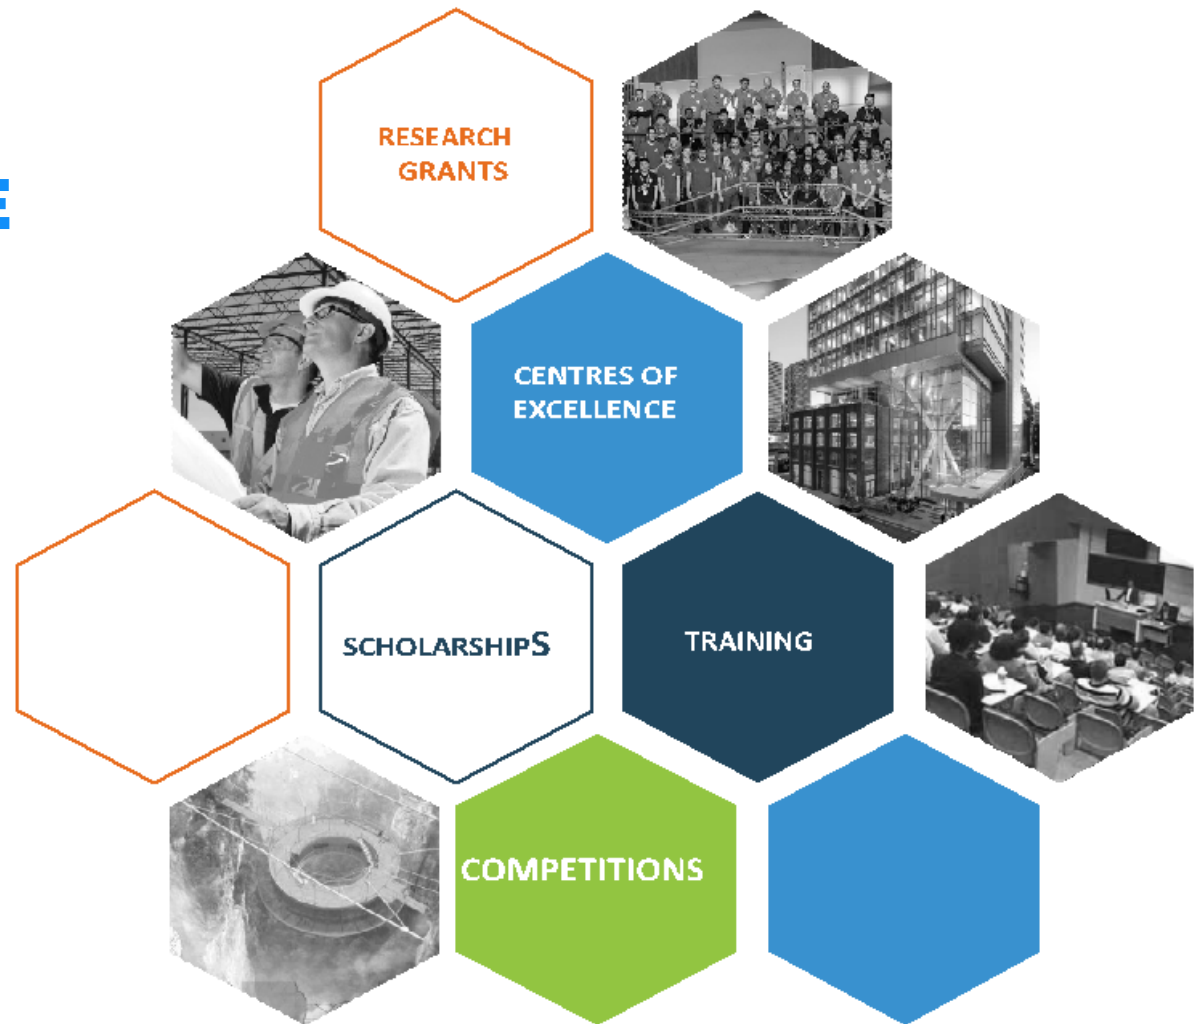 RESEARCH
GRANTS
E
CENTRES OF
EXCELLENCE
SCHOLARSHIPS
TRAINING
COMPETITIONS